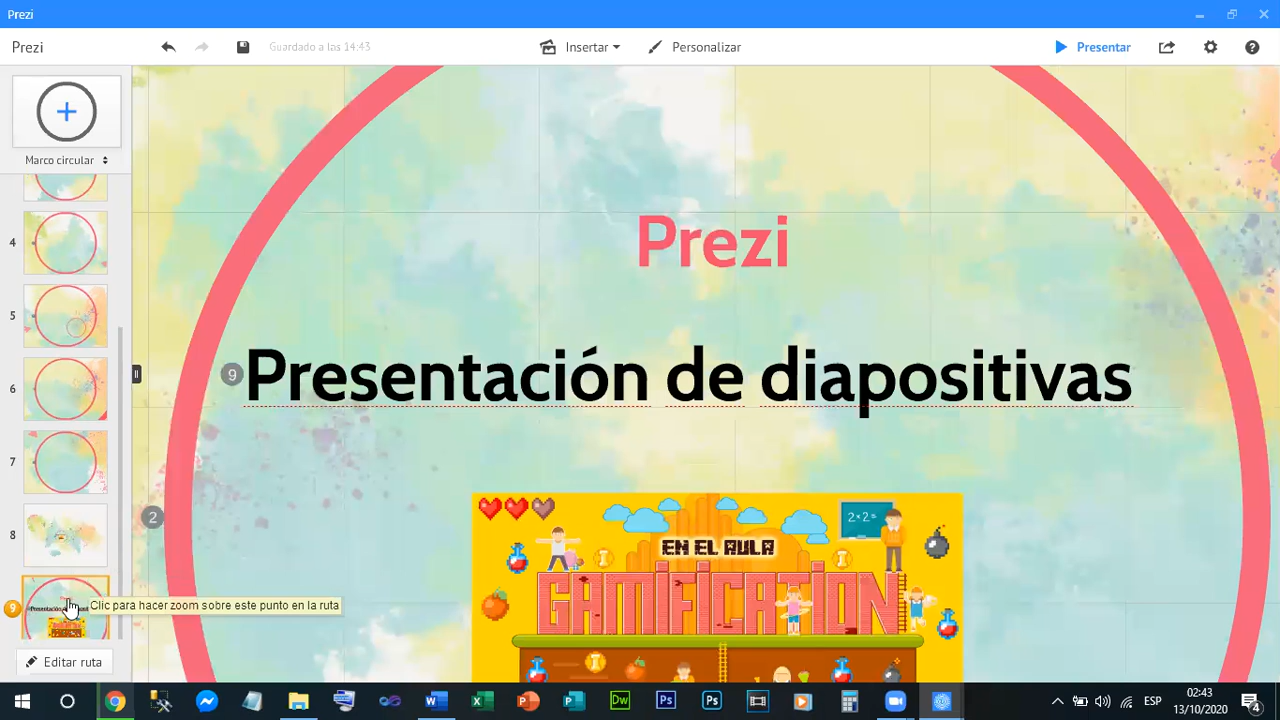 Prezi
Prezi
Guardado a las 14:43
Insertar
Personalizar
Presentar
Marco circular
4
5
6
7
8
9
Clic para hacer zoom sobre este punto en la ruta
Editar ruta
Prezi
9
Presentación de diapositivas
2
2×2=
EN EL AULA
GAMIFICATION
ESP
02:43
13/10/2020
4